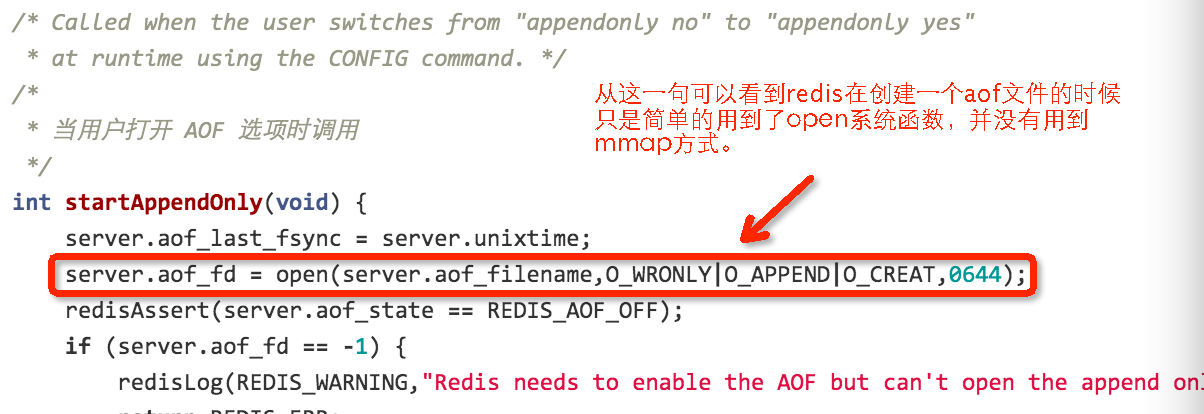 /* Called when the user switches from "appendonly no" to "appendonly yes"
 * at runtime using the CONFIG command. */
/*
 * 当用户打开 AOF 选项时调用
 */
从这一句可以看到redis在创建一个aof文件的时候
只是简单的用到了open系统函数，并没有用到
mmap方式。
int startAppendOnly(void) {
    server.aof_last_fsync = server.unixtime;
    server.aof_fd = open(server.aof_filename,O_WRONLY|O_APPEND|O_CREAT,0644);
    redisAssert(server.aof_state == REDIS_AOF_OFF);
    if (server.aof_fd == -1) {
        redisLog(REDIS_WARNING,"Redis needs to enable the AOF but can't open the append onl